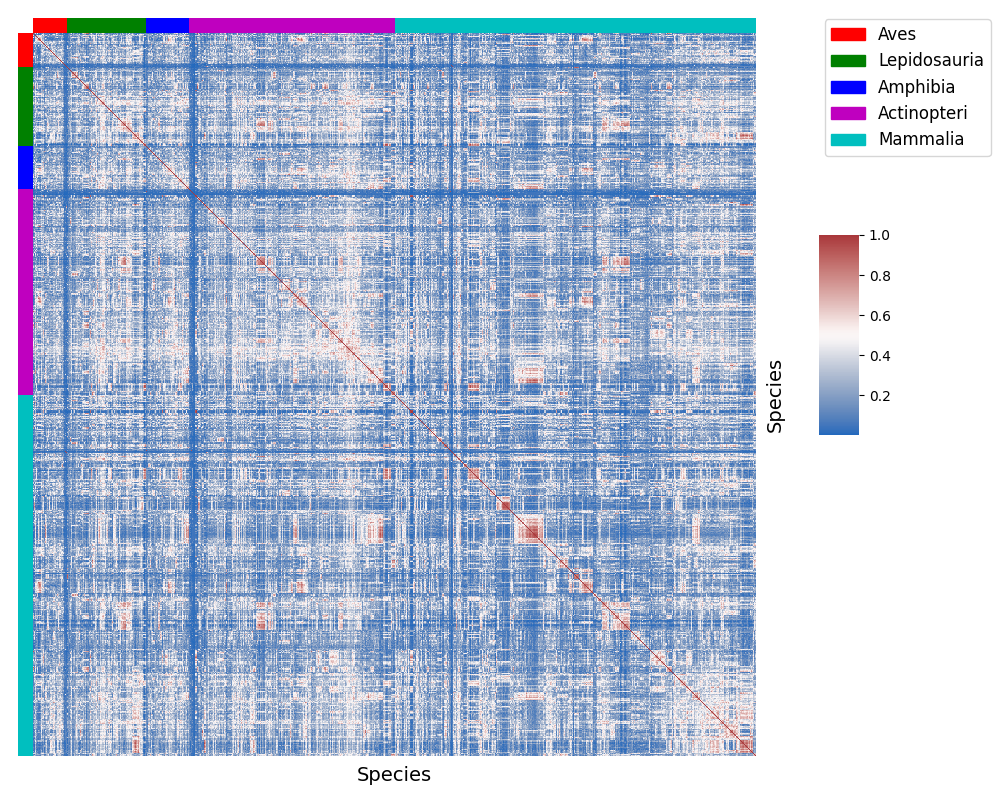 Aves
Lepidosauria
Amphibia
Actinopteri
Mammalia
1.0
0.8
0.6
0.4
0.2
Species
Species